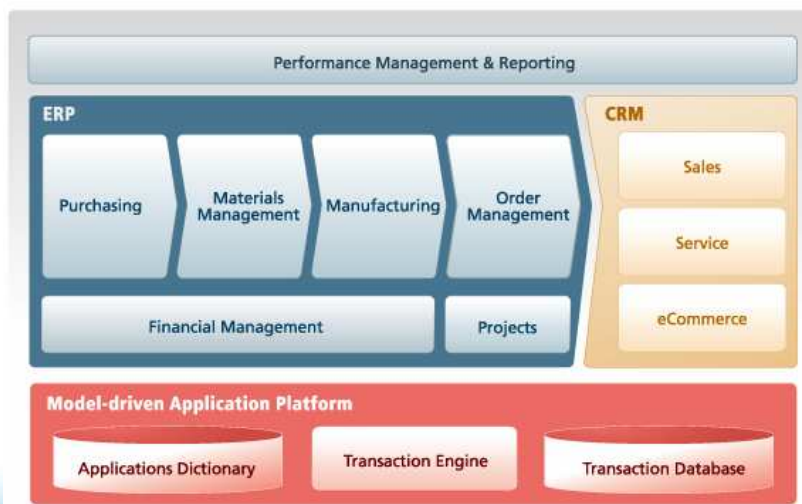 Performance Management & Reporting
ERP
CRM
Purchasing
Materials
Management
Manufacturing
Order
Management
Sales
Service
eCommerce
Financial Management
Projects
Model-driven Application Platform
Applications Dictionary
Transaction Engine
Transaction Database